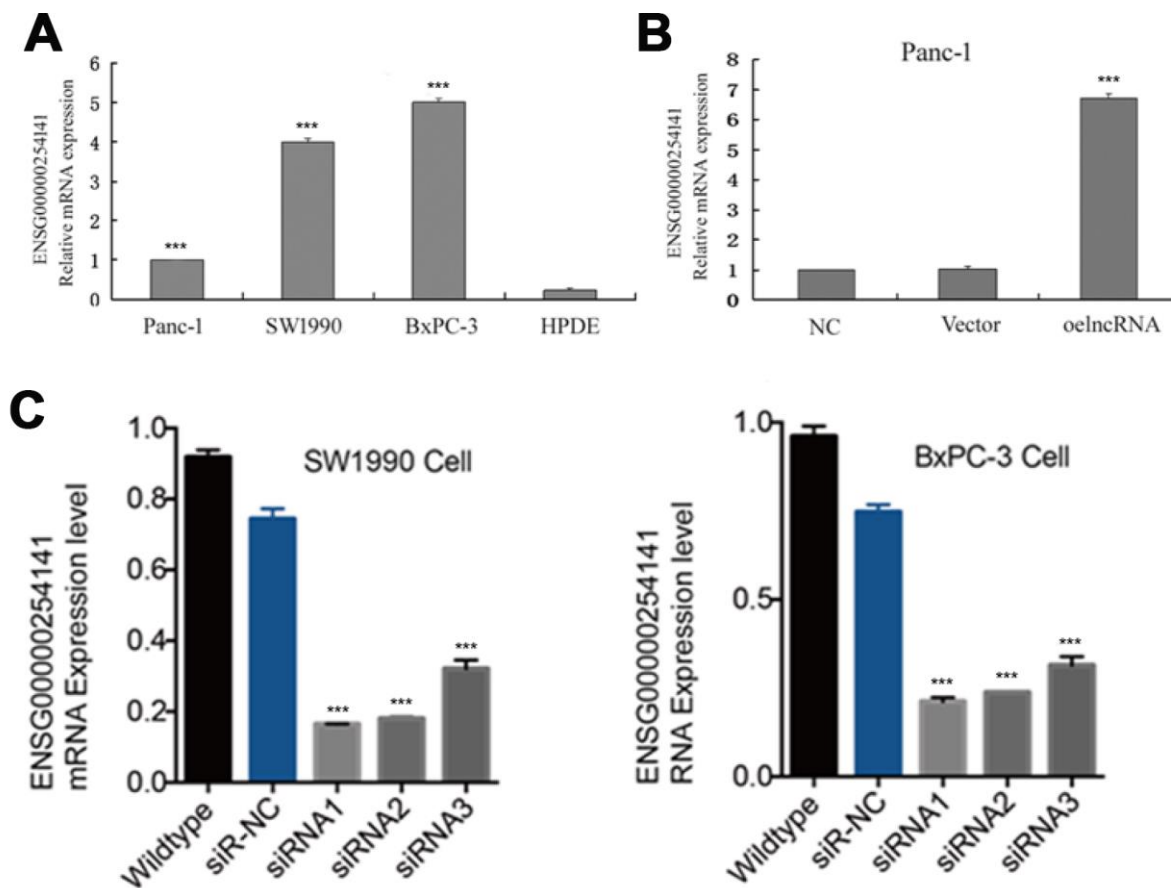 A
ENSG00000254141
Relative mRNA expression
6
5
4
3
2
1
0
***
***
***
Panc-1
SW1990
BxPC-3
HPDE
B
Panc-1
ENSG00000254141
Relative mRNA expression
8
7
6
5
4
3
2
1
0
***
NC
Vector
oelncRNA
C
SW1990 Cell
ENSG00000254141
mRNA Expression level
1.0
0.8
0.6
0.4
0.2
0.0
***
***
***
Wildtype
siR-NC
siRNA1
siRNA2
siRNA3
BxPC-3 Cell
ENSG00000254141
RNA Expression level
1.0
0.5
0.0
***
***
***
Wildtype
siR-NC
siRNA1
siRNA2
siRNA3